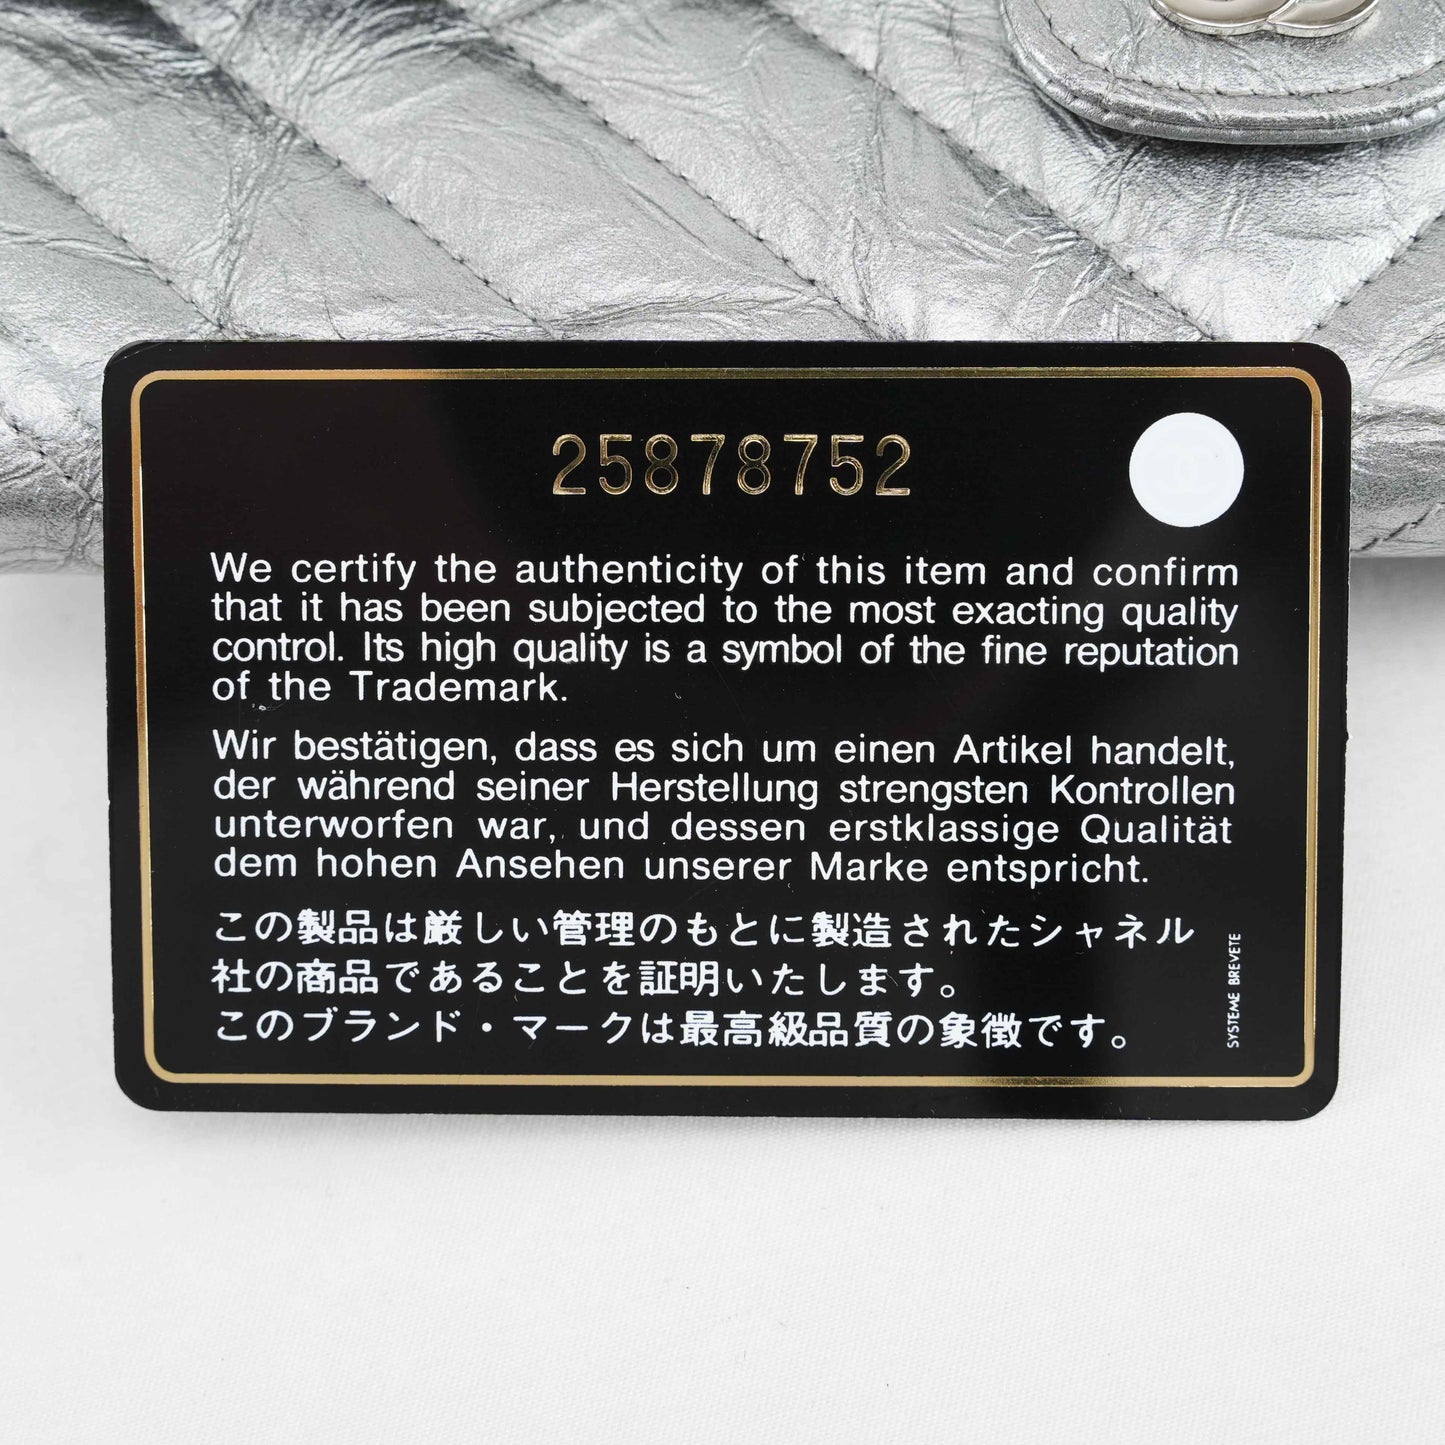 25878752
We certify the authenticity of this item and confirm
that it has been subjected to the most exacting quality
control. Its high quality is a symbol of the fine reputation
of the Trademark.
Wir bestätigen, dass es sich um einen Artikel handelt,
der während seiner Herstellung strengsten Kontrollen
unterworfen war, und dessen erstklassige Qualität
dem hohen Ansehen unserer Marke entspricht.
この製品は厳しい管理のもとに製造されたシャネル
社の商品であることを証明いたします。
このブランド・マークは最高級品質の象徴です。
SYSTEME BREVETE